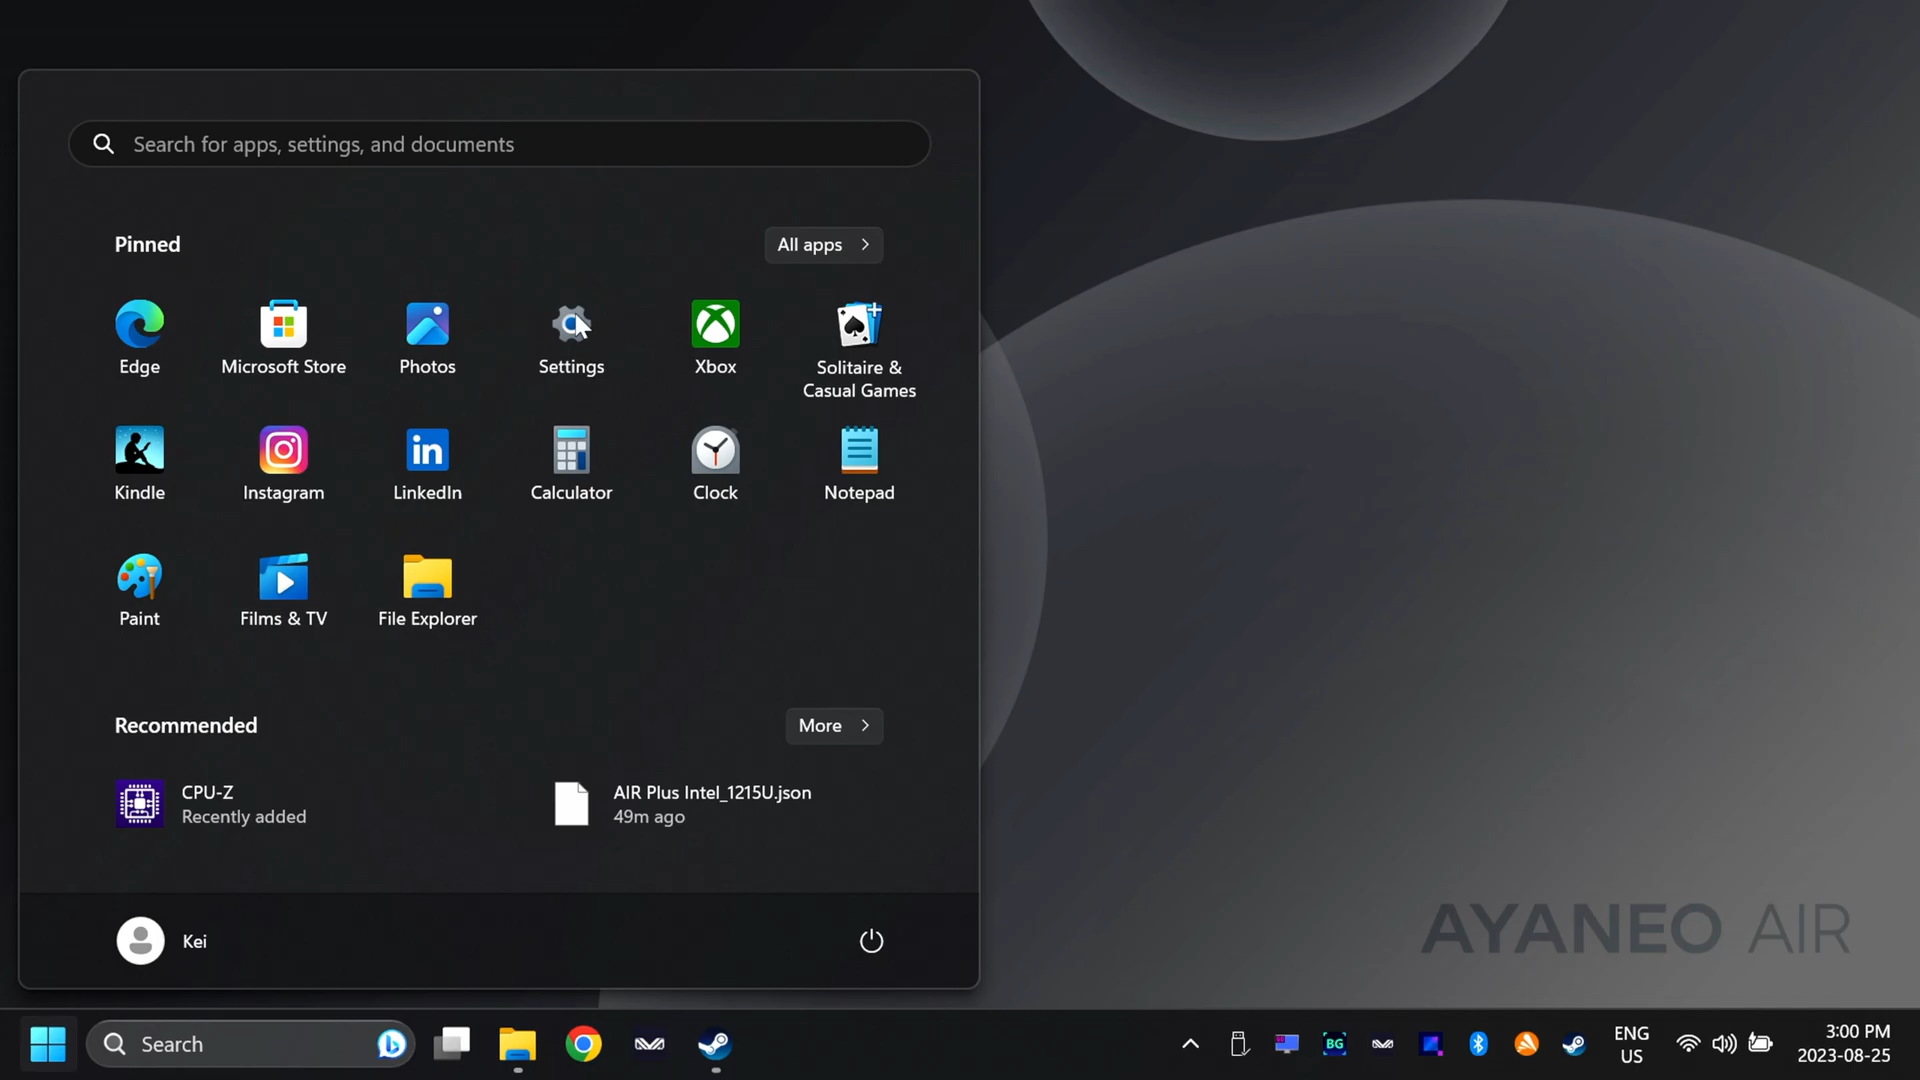 Search for apps, settings, and documents
Pinned
All apps
Edge
Microsoft Store
Photos
Settings
Xbox
Solitaire &
Casual Games
Kindle
Instagram
LinkedIn
Calculator
Clock
Notepad
Paint
Films & TV
File Explorer
Recommended
More
CPU-Z
Recently added
AIR Plus Intel_1215U.json
49m ago
Kei
AYANEO AIR
Search
BG
ENG
US
3:00 PM
2023-08-25